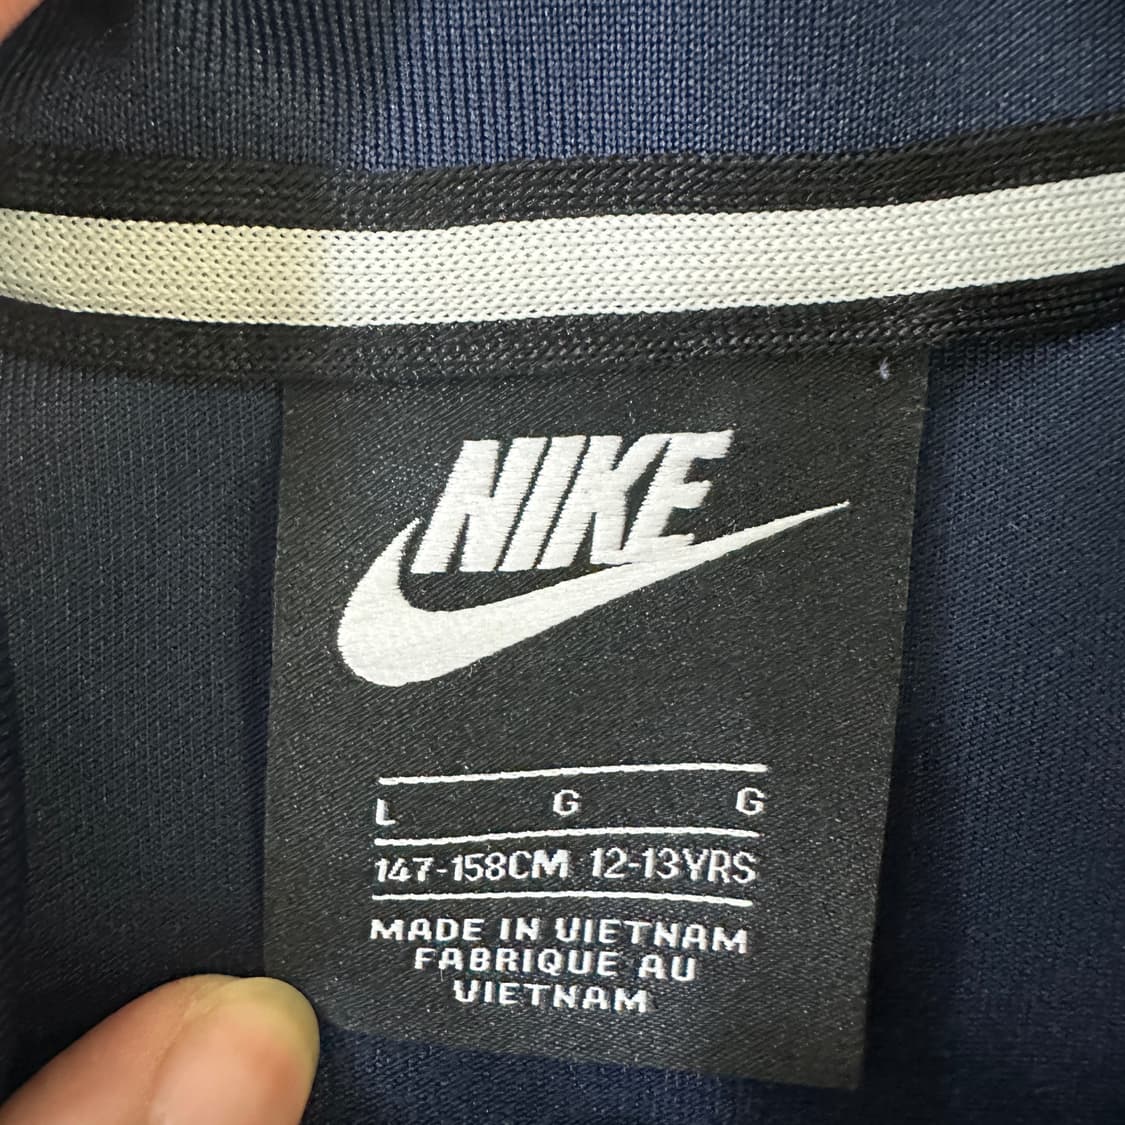 NIKE
L G G
147-158CM 12-13YRS
MADE IN VIETNAM
FABRIQUE AU
VIETNAM